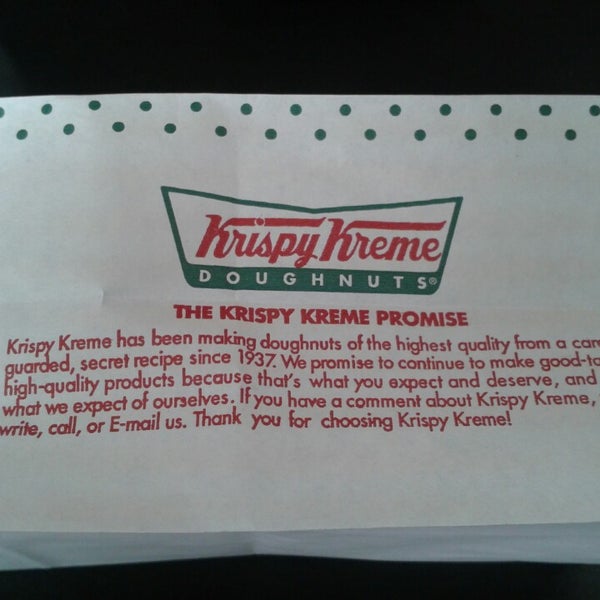 Krispy Kreme
DOUGHNUTS®
THE KRISPY KREME PROMISE
Krispy Kreme has been making doughnuts of the highest quality from a care
guarded, secret recipe since 1937. We promise to continue to make good-ta
high-quality products because that's what you expect and deserve, and
what we expect of ourselves. If you have a comment about Krispy Kreme,
write, call, or E-mail us. Thank you for choosing Krispy Kreme!